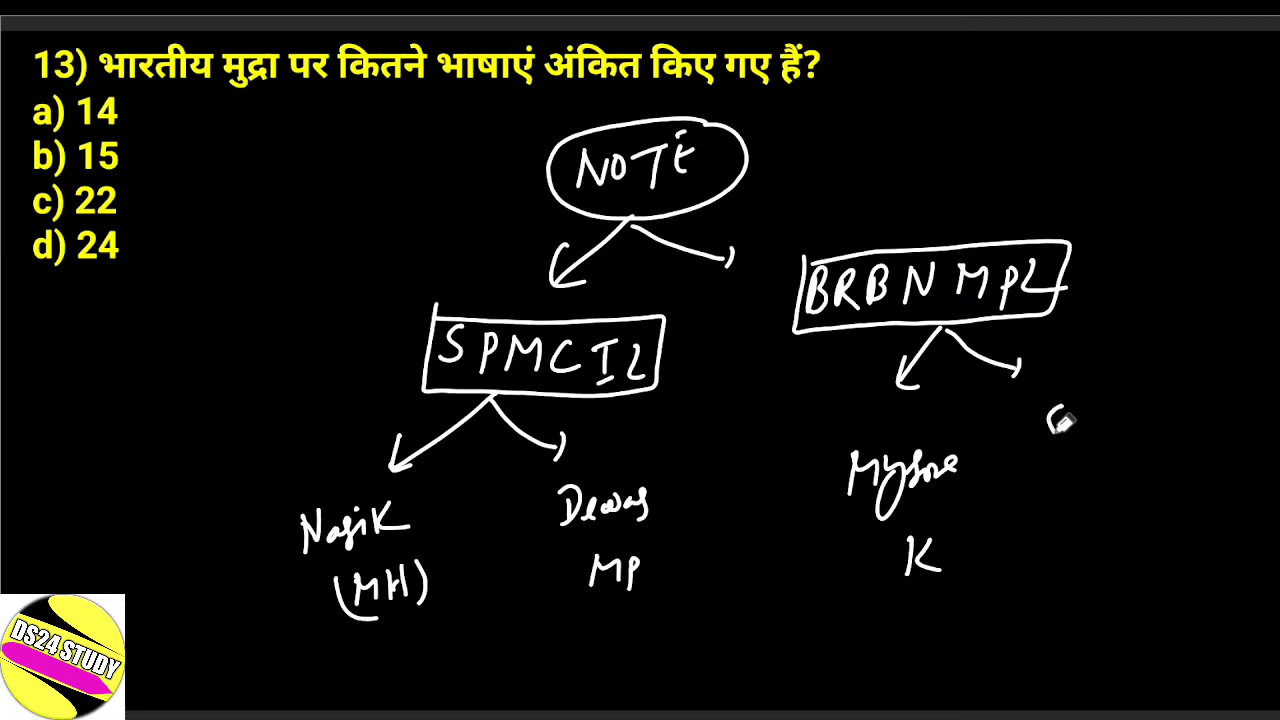 13) भारतीय मुद्रा पर कितने भाषाएं अंकित किए गए हैं?
a) 14
b) 15
c) 22
d) 24
NOTE
BRBNMPL
SPMCIL
Mysore
Nasik
Dewas
K
MP
(MH)
DS24 STUDY